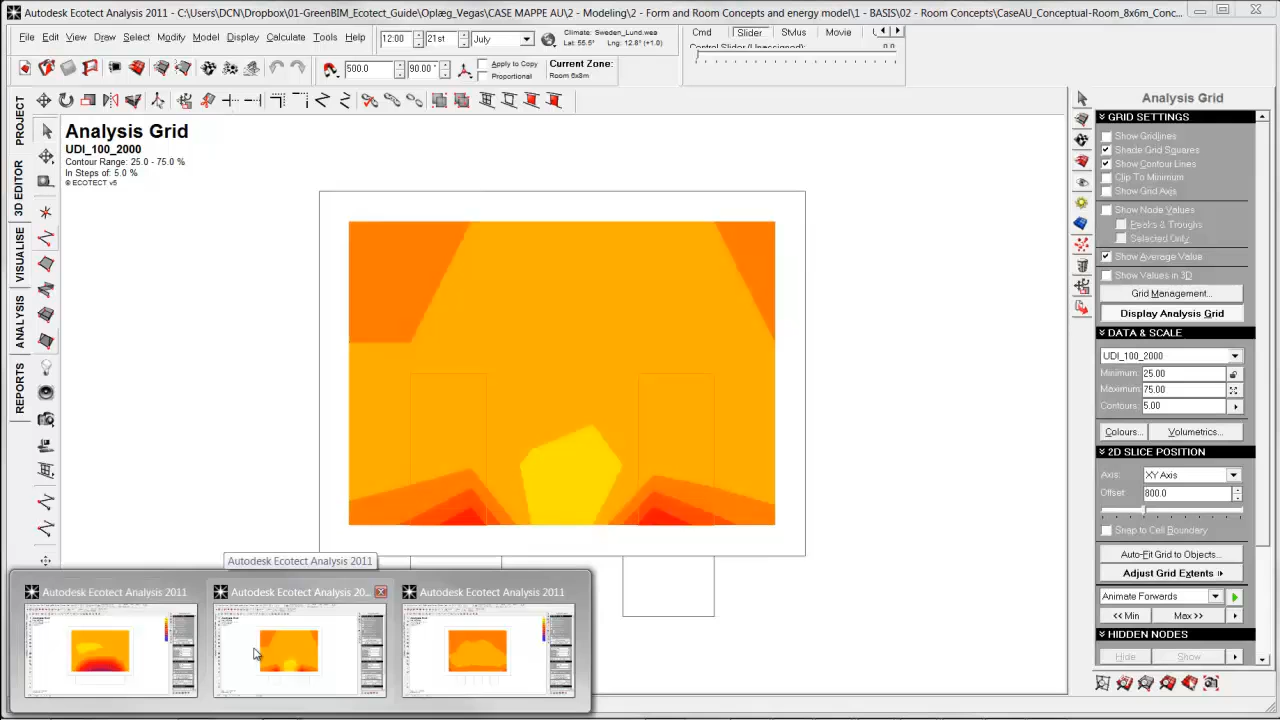 Autodesk Ecotect Analysis 2011 - C:\Users\DCN\Dropbox\01-GreenBIM_Ecotect_Guide\Opbyg_Vegas\CASE MAPPE AU\2 - Modeling\2 - Form and Room Concepts and energy model\1 - BASIS\02 - Room Concepts\CaseAU_Conceptual-Room_8x6m_Conc...
File Edit View Draw Select Modify Model Display Calculate Tools Help
12:00 21st July
Climate: Sweden_Lund.wea
Lat: 55.5° Lng: 12.8° (+1.0)
Cmd Slider Stylus Movie
Control Slider (Unassigned): 0.0
500.0 90.00 °
Apply to Copy
Proportional
Current Zone:
Room 6x8m
PROJECT
3D EDITOR
VISUALISE
ANALYSIS
REPORTS
Analysis Grid
UDI_100_2000
Contour Range: 25.0 - 75.0 %
In Steps of: 5.0 %
© ECOTECT v5
Analysis Grid
GRID SETTINGS
Show Gridlines
Shade Grid Squares
Show Contour Lines
Clip To Minimum
Show Grid Axis
Show Node Values
Peaks & Troughs
Selected Only
Show Average Value
Show Values in 3D
Grid Management...
Display Analysis Grid
DATA & SCALE
UDI_100_2000
Minimum: 25.00
Maximum: 75.00
Contours: 5.00
Colours... Volumetrics...
2D SLICE POSITION
Axis: XY Axis
Offset: 800.0
Snap to Cell Boundary
Auto-Fit Grid to Objects...
Adjust Grid Extents
Animate Forwards
<< Min Max >>
HIDDEN NODES
Hide Show
Autodesk Ecotect Analysis 2011
Autodesk Ecotect Analysis 2011
Autodesk Ecotect Analysis 20...
Autodesk Ecotect Analysis 2011